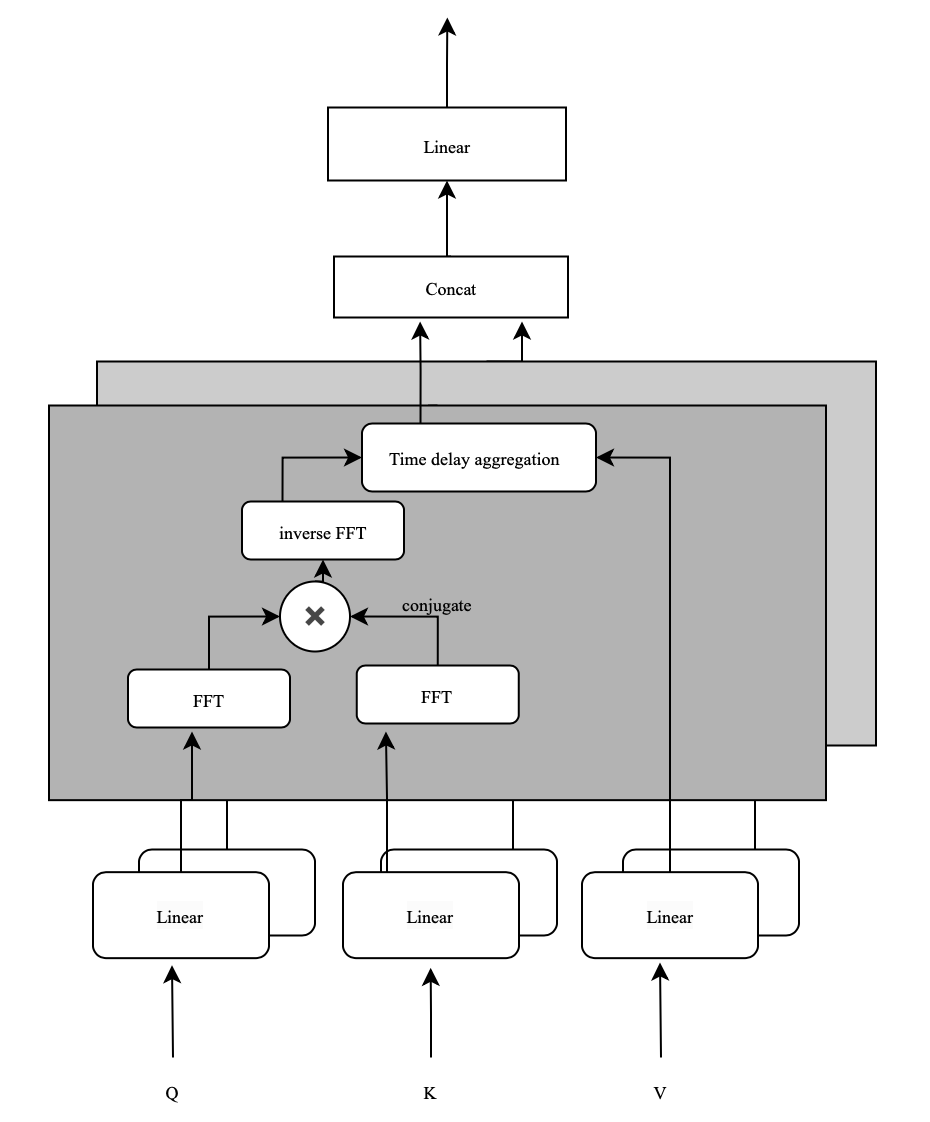 Linear
Concat
Time delay aggregation
inverse FFT
conjugate
FFT
FFT
Linear
Linear
Linear
Q
K
V